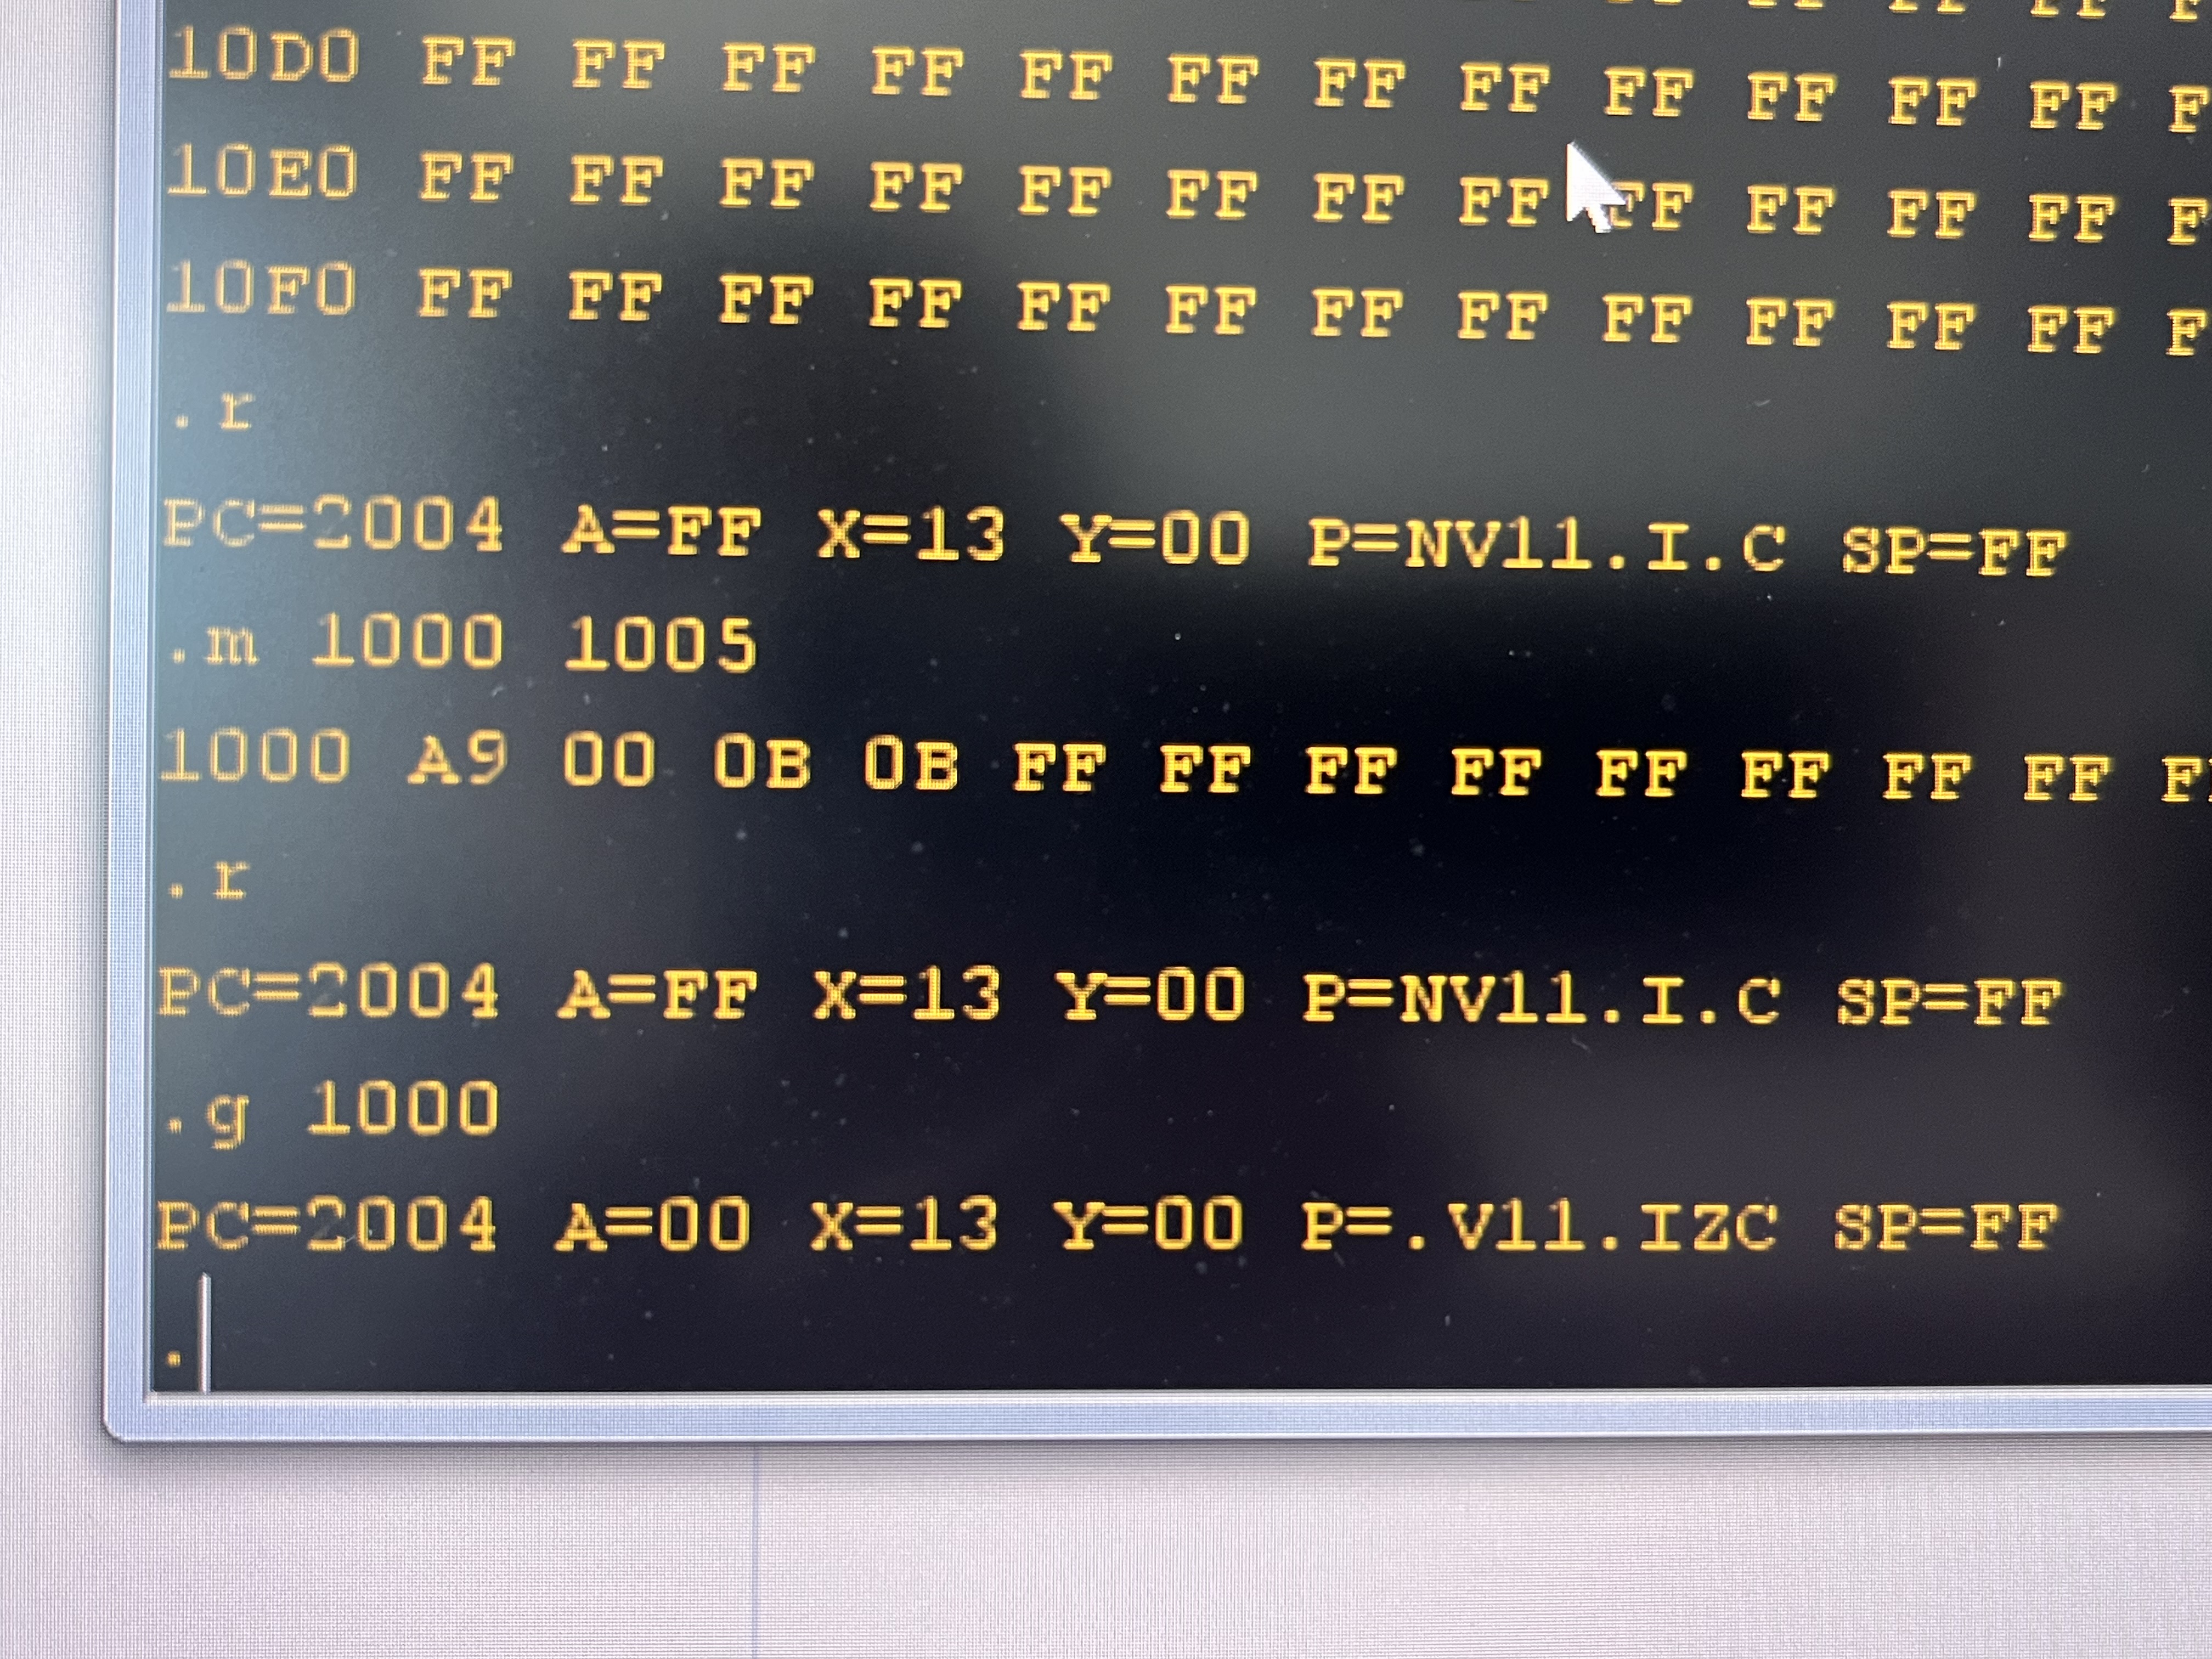 10D0 FF FF FF FF FF FF FF FF FF FF FF FF F
10E0 FF FF FF FF FF FF FF FF FF FF FF FF F
10F0 FF FF FF FF FF FF FF FF FF FF FF FF F
.r
PC=2004 A=FF X=13 Y=00 P=NV11.I.C SP=FF
.m 1000 1005
1000 A9 00 0B 0B FF FF FF FF FF FF FF FF F
.r
PC=2004 A=FF X=13 Y=00 P=NV11.I.C SP=FF
.g 1000
PC=2004 A=00 X=13 Y=00 P=.V11.IZC SP=FF
.